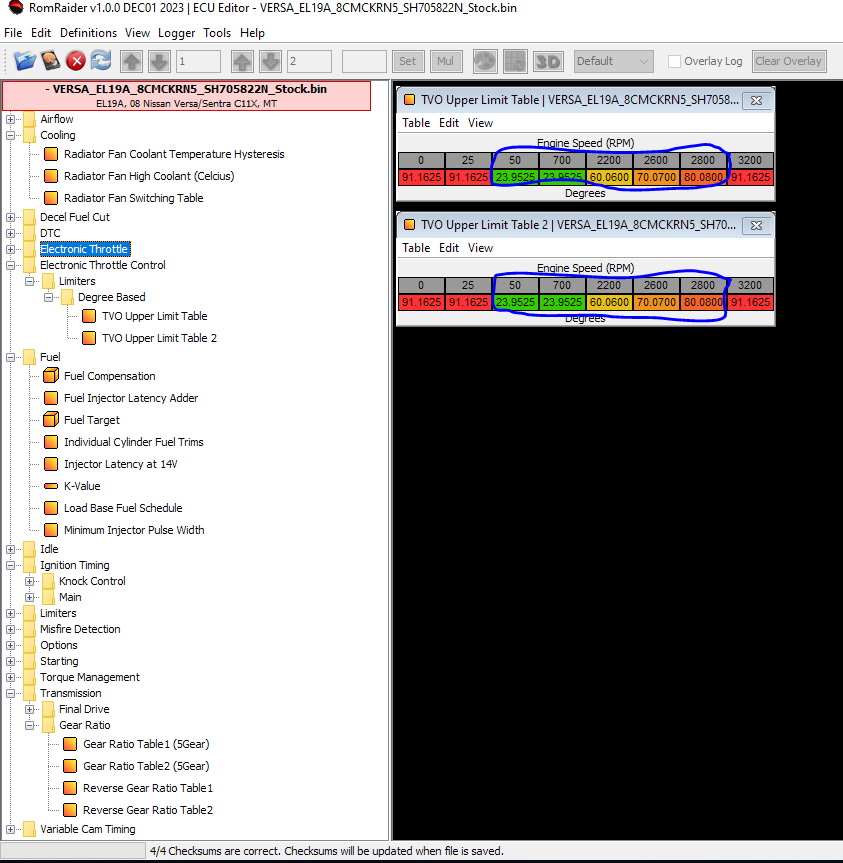 RomRaider v1.0.0 DEC01 2023 | ECU Editor - VERSA_EL19A_8CMCKRN5_SH705822N_Stock.bin
File Edit Definitions View Logger Tools Help
1 2 Set Mul 3D Default Overlay Log Clear Overlay
- VERSA_EL19A_8CMCKRN5_SH705822N_Stock.bin
EL19A, 08 Nissan Versa/Sentra C11X, MT
Airflow
Cooling
Radiator Fan Coolant Temperature Hysteresis
Radiator Fan High Coolant (Celcius)
Radiator Fan Switching Table
Decel Fuel Cut
DTC
Electronic Throttle
Electronic Throttle Control
Limiters
Degree Based
TVO Upper Limit Table
TVO Upper Limit Table 2
Fuel
Fuel Compensation
Fuel Injector Latency Adder
Fuel Target
Individual Cylinder Fuel Trims
Injector Latency at 14V
K-Value
Load Base Fuel Schedule
Minimum Injector Pulse Width
Idle
Ignition Timing
Knock Control
Main
Limiters
Misfire Detection
Options
Starting
Torque Management
Transmission
Final Drive
Gear Ratio
Gear Ratio Table1 (5Gear)
Gear Ratio Table2 (5Gear)
Reverse Gear Ratio Table1
Reverse Gear Ratio Table2
Variable Cam Timing
TVO Upper Limit Table | VERSA_EL19A_8CMCKRN5_SH7058...
Table Edit View
Engine Speed (RPM)
0 25 50 700 2200 2600 2800 3200
91.1625 91.1625 23.9525 23.9525 60.0600 70.0700 80.0800 91.1625
Degrees
TVO Upper Limit Table 2 | VERSA_EL19A_8CMCKRN5_SH70...
Table Edit View
Engine Speed (RPM)
0 25 50 700 2200 2600 2800 3200
91.1625 91.1625 23.9525 23.9525 60.0600 70.0700 80.0800 91.1625
Degrees
4/4 Checksums are correct. Checksums will be updated when file is saved.